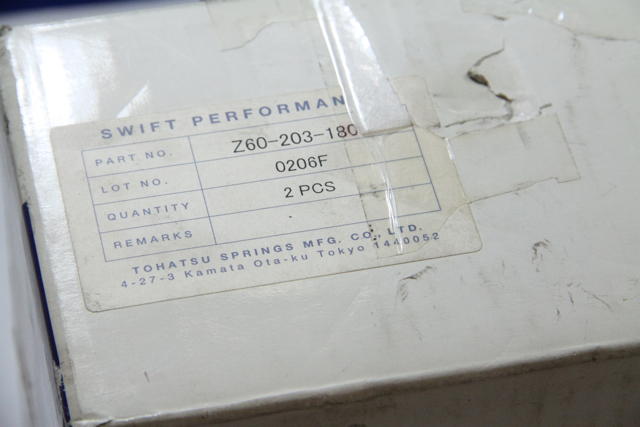 SWIFT PERFORMAN
PART NO. Z60-203-180
LOT NO. 0206F
QUANTITY 2 PCS
REMARKS
TOHATSU SPRINGS MFG. CO., LTD.
4-27-3 Kamata Ota-ku Tokyo 1440052